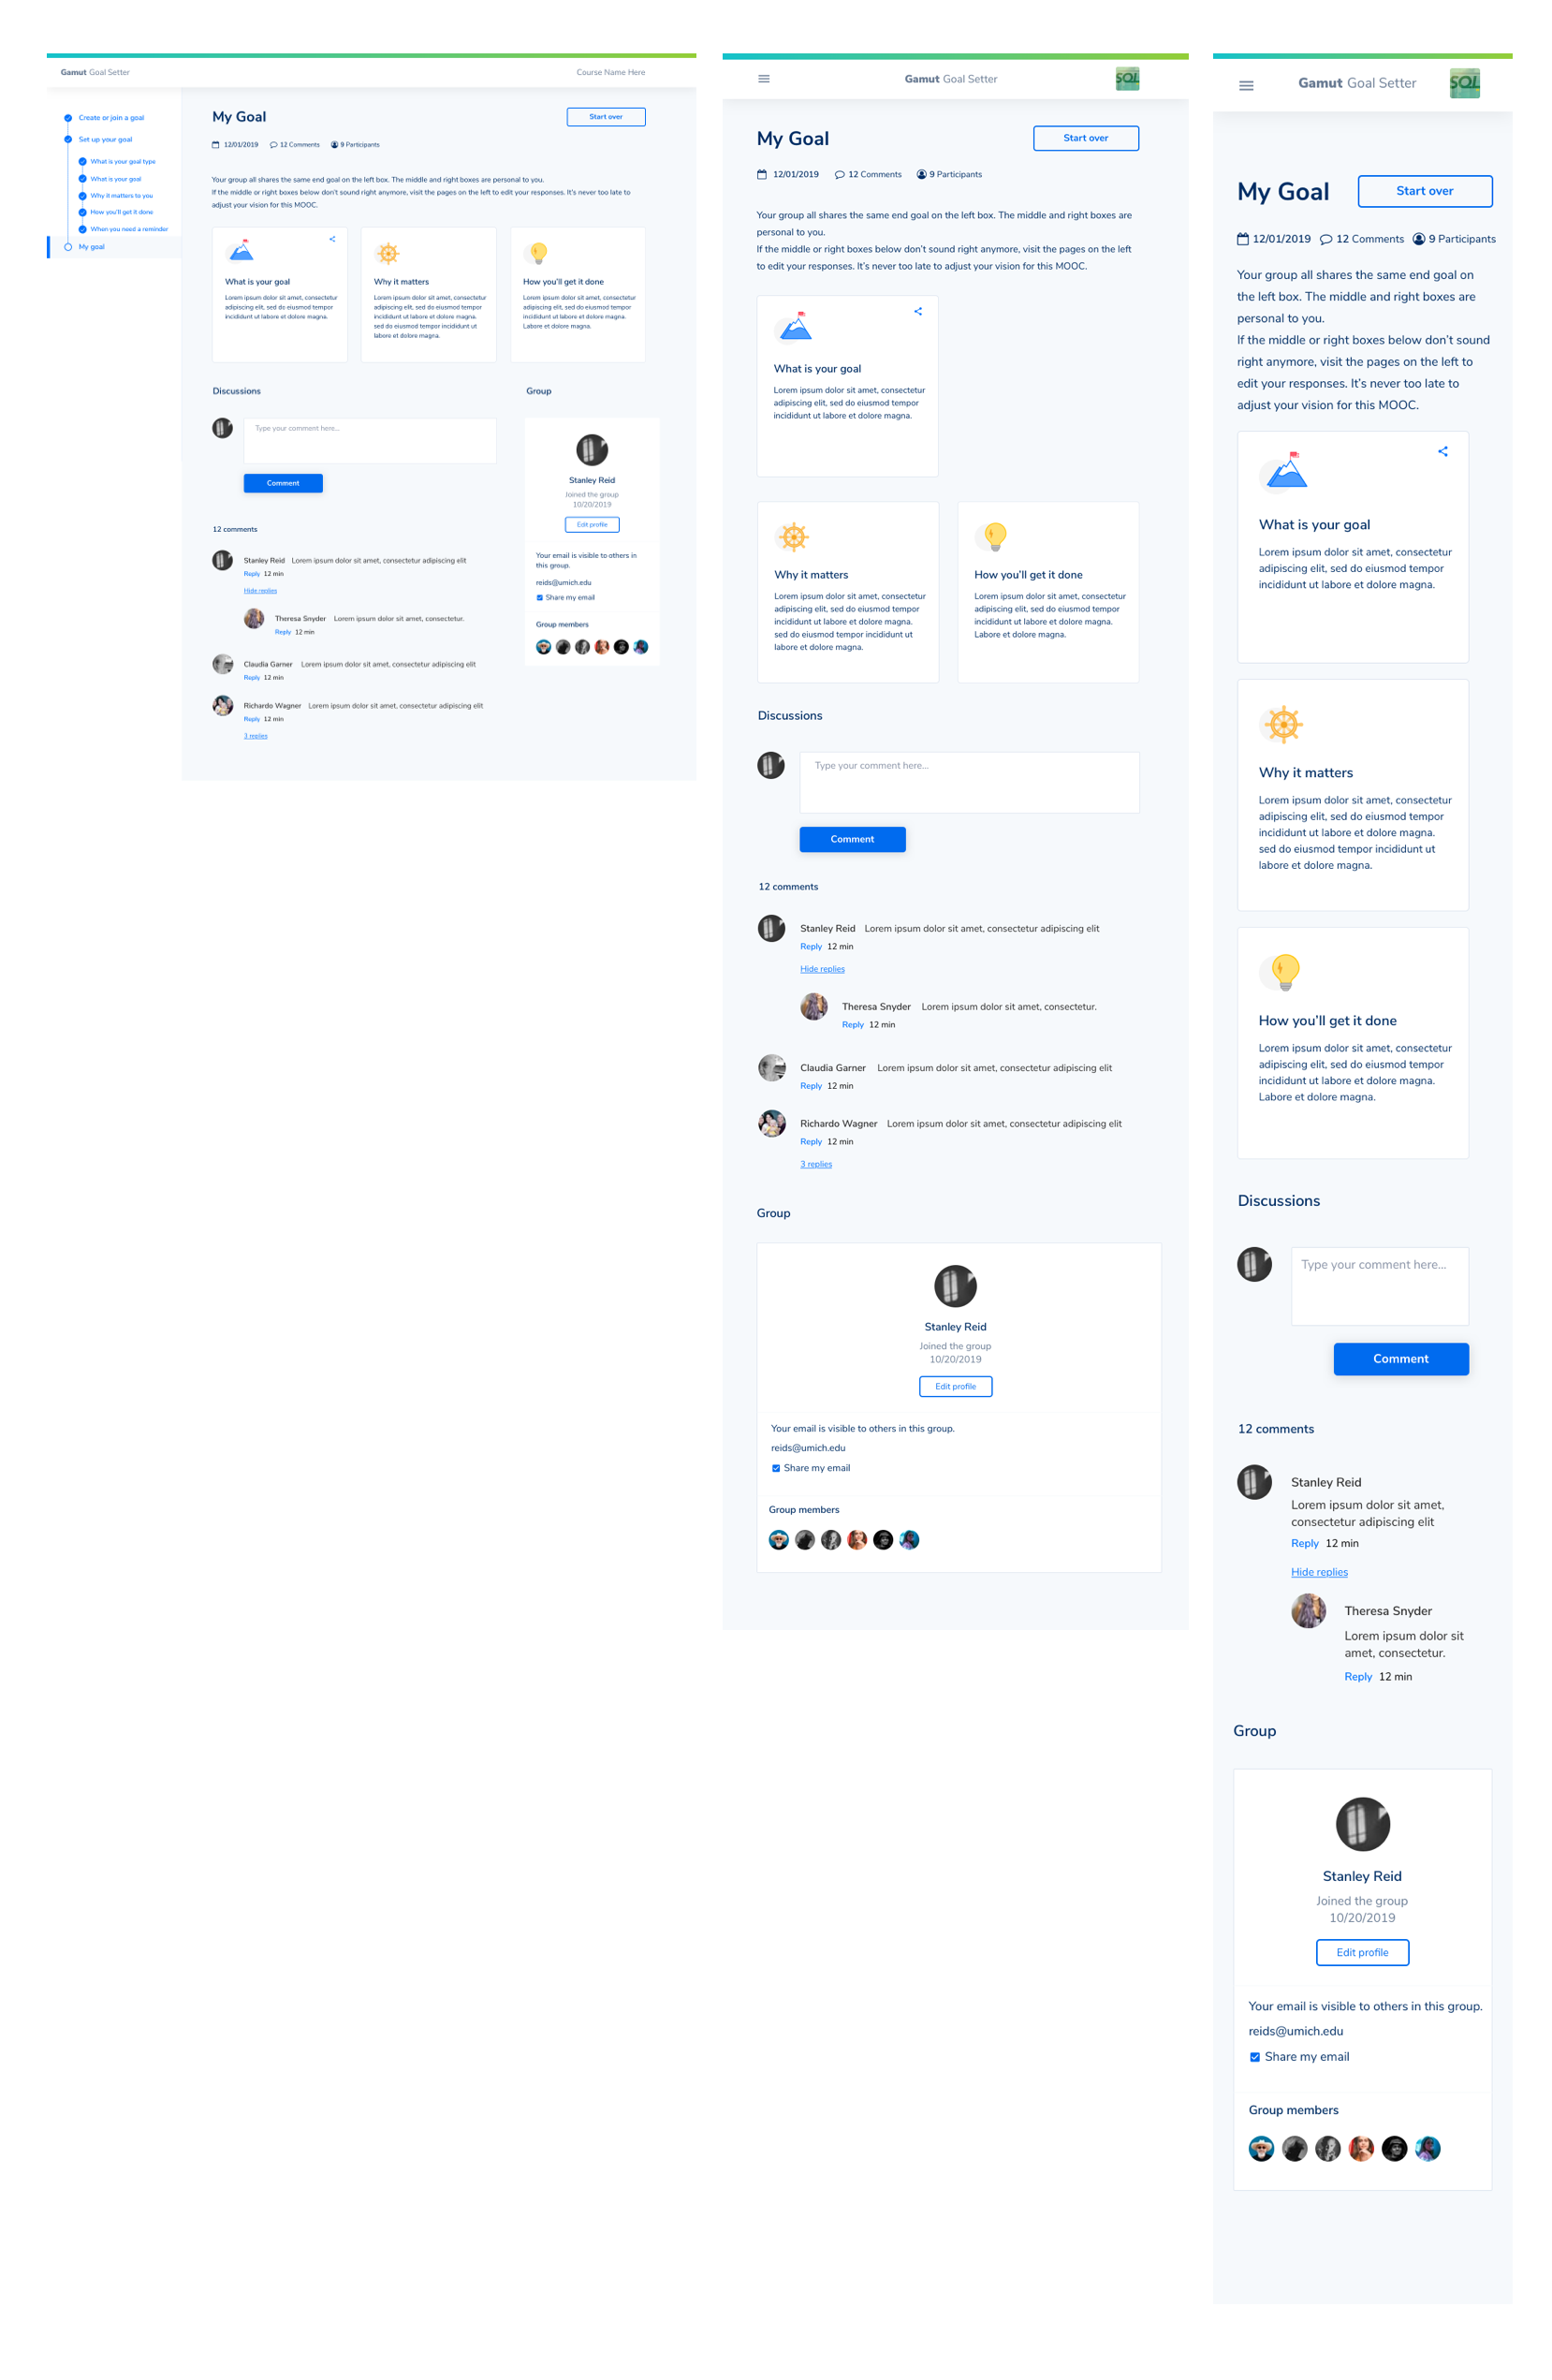 Gamut Goal Setter
Course Name Here
Create or join a goal
Set up your goal
What is your goal type
What is your goal
Why it matters to you
How you'll get it done
When you need a reminder
My goal
My Goal
Start over
12/01/2019 12 Comments 9 Participants
Your group all shares the same end goal on the left box. The middle and right boxes are personal to you.
If the middle or right boxes below don't sound right anymore, visit the pages on the left to edit your responses. It's never too late to
adjust your vision for this MOOC.
What is your goal
Lorem ipsum dolor sit amet, consectetur
adipiscing elit, sed do eiusmod tempor
incididunt ut labore et dolore magna.
Why it matters
Lorem ipsum dolor sit amet, consectetur
adipiscing elit, sed do eiusmod tempor
incididunt ut labore et dolore magna.
sed do eiusmod tempor incididunt ut
labore et dolore magna.
How you'll get it done
Lorem ipsum dolor sit amet, consectetur
adipiscing elit, sed do eiusmod tempor
incididunt ut labore et dolore magna.
Labore et dolore magna.
Discussions
Type your comment here...
Comment
12 comments
Stanley Reid Lorem ipsum dolor sit amet, consectetur adipiscing elit
Reply 12 min
Hide replies
Theresa Snyder Lorem ipsum dolor sit amet, consectetur.
Reply 12 min
Claudia Garner Lorem ipsum dolor sit amet, consectetur adipiscing elit
Reply 12 min
Richardo Wagner Lorem ipsum dolor sit amet, consectetur adipiscing elit
Reply 12 min
3 replies
Group
Stanley Reid
Joined the group
10/20/2019
Edit profile
Your email is visible to others in
this group.
reids@umich.edu
Share my email
Group members
Gamut Goal Setter
SQL
My Goal
Start over
12/01/2019 12 Comments 9 Participants
Your group all shares the same end goal on the left box. The middle and right boxes are
personal to you.
If the middle or right boxes below don't sound right anymore, visit the pages on the left
to edit your responses. It's never too late to adjust your vision for this MOOC.
What is your goal
Lorem ipsum dolor sit amet, consectetur
adipiscing elit, sed do eiusmod tempor
incididunt ut labore et dolore magna.
Why it matters
Lorem ipsum dolor sit amet, consectetur
adipiscing elit, sed do eiusmod tempor
incididunt ut labore et dolore magna.
sed do eiusmod tempor incididunt ut
labore et dolore magna.
How you'll get it done
Lorem ipsum dolor sit amet, consectetur
adipiscing elit, sed do eiusmod tempor
incididunt ut labore et dolore magna.
Labore et dolore magna.
Discussions
Type your comment here...
Comment
12 comments
Stanley Reid Lorem ipsum dolor sit amet, consectetur adipiscing elit
Reply 12 min
Hide replies
Theresa Snyder Lorem ipsum dolor sit amet, consectetur.
Reply 12 min
Claudia Garner Lorem ipsum dolor sit amet, consectetur adipiscing elit
Reply 12 min
Richardo Wagner Lorem ipsum dolor sit amet, consectetur adipiscing elit
Reply 12 min
3 replies
Group
Stanley Reid
Joined the group
10/20/2019
Edit profile
Your email is visible to others in this group.
reids@umich.edu
Share my email
Group members
Gamut Goal Setter
SQL
My Goal
Start over
12/01/2019 12 Comments 9 Participants
Your group all shares the same end goal on
the left box. The middle and right boxes are
personal to you.
If the middle or right boxes below don't sound
right anymore, visit the pages on the left to
edit your responses. It's never too late to
adjust your vision for this MOOC.
What is your goal
Lorem ipsum dolor sit amet, consectetur
adipiscing elit, sed do eiusmod tempor
incididunt ut labore et dolore magna.
Why it matters
Lorem ipsum dolor sit amet, consectetur
adipiscing elit, sed do eiusmod tempor
incididunt ut labore et dolore magna.
sed do eiusmod tempor incididunt ut
labore et dolore magna.
How you'll get it done
Lorem ipsum dolor sit amet, consectetur
adipiscing elit, sed do eiusmod tempor
incididunt ut labore et dolore magna.
Labore et dolore magna.
Discussions
Type your comment here...
Comment
12 comments
Stanley Reid
Lorem ipsum dolor sit amet,
consectetur adipiscing elit
Reply 12 min
Hide replies
Theresa Snyder
Lorem ipsum dolor sit
amet, consectetur.
Reply 12 min
Group
Stanley Reid
Joined the group
10/20/2019
Edit profile
Your email is visible to others in this group.
reids@umich.edu
Share my email
Group members